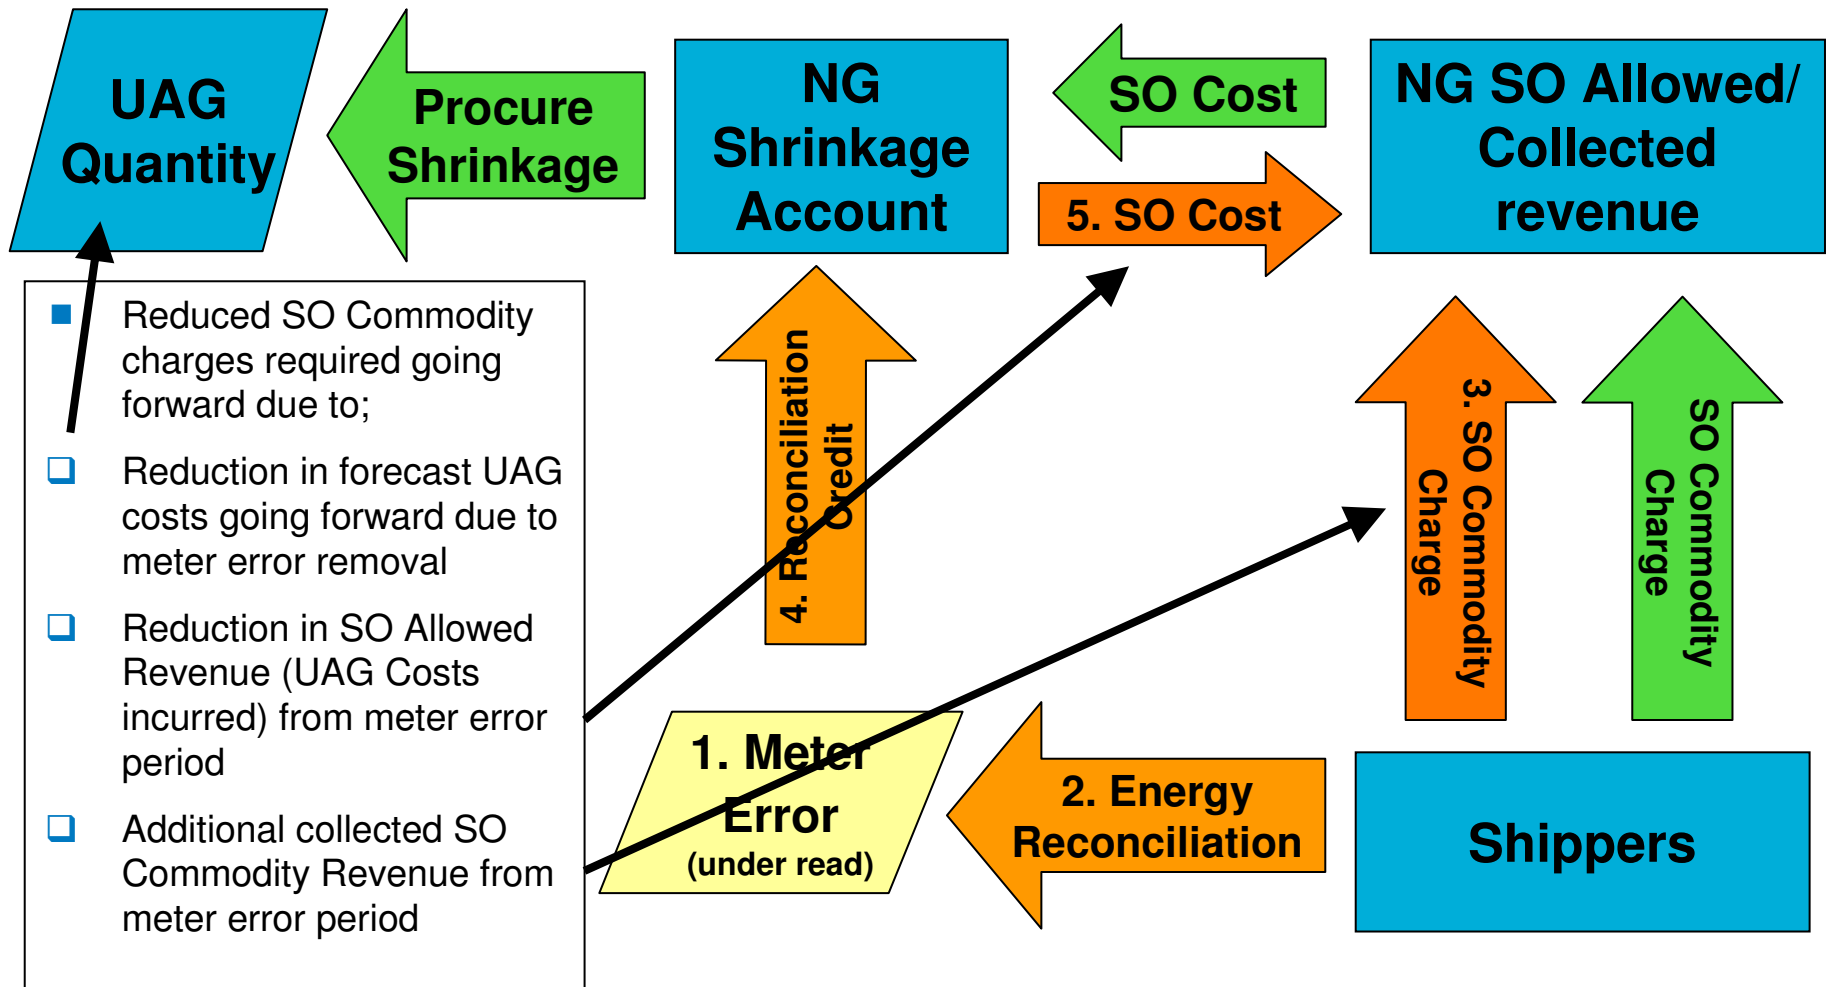 UAG
Quantity
Procure
Shrinkage
NG
Shrinkage
Account
SO Cost
5. SO Cost
NG SO Allowed/
Collected
revenue
Reduced SO Commodity
charges required going
forward due to;
Reduction in forecast UAG
costs going forward due to
meter error removal
Reduction in SO Allowed
Revenue (UAG Costs
incurred) from meter error
period
Additional collected SO
Commodity Revenue from
meter error period
4. Reconciliation
Credit
3. SO Commodity
Charge
SO Commodity
Charge
1. Meter
Error
(under read)
2. Energy
Reconciliation
Shippers